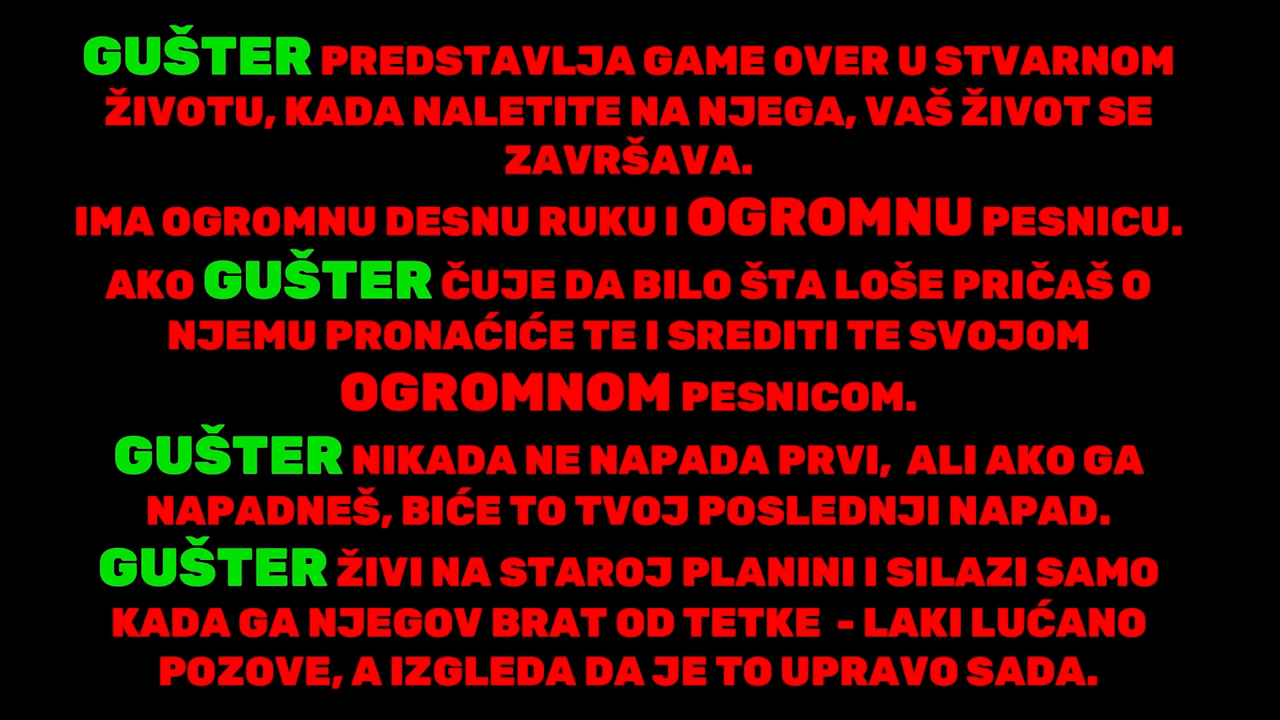 GUŠTER PREDSTAVLJA GAME OVER U STVARNOM
ŽIVOTU, KADA NALETITE NA NJEGA, VAŠ ŽIVOT SE
ZAVRŠAVA.
IMA OGROMNU DESNU RUKU I OGROMNU PESNICU.
AKO GUŠTER ČUJE DA BILO ŠTA LOŠE PRIČAŠ O
NJEMU PRONAĆIĆE TE I SREDITI TE SVOJOM
OGROMNOM PESNICOM.
GUŠTER NIKADA NE NAPADA PRVI, ALI AKO GA
NAPADNEŠ, BIĆE TO TVOJ POSLEDNJI NAPAD.
GUŠTER ŽIVI NA STAROJ PLANINI I SILAZI SAMO
KADA GA NJEGOV BRAT OD TETKE - LAKI LUĆANO
POZOVE, A IZGLEDA DA JE TO UPRAVO SADA.